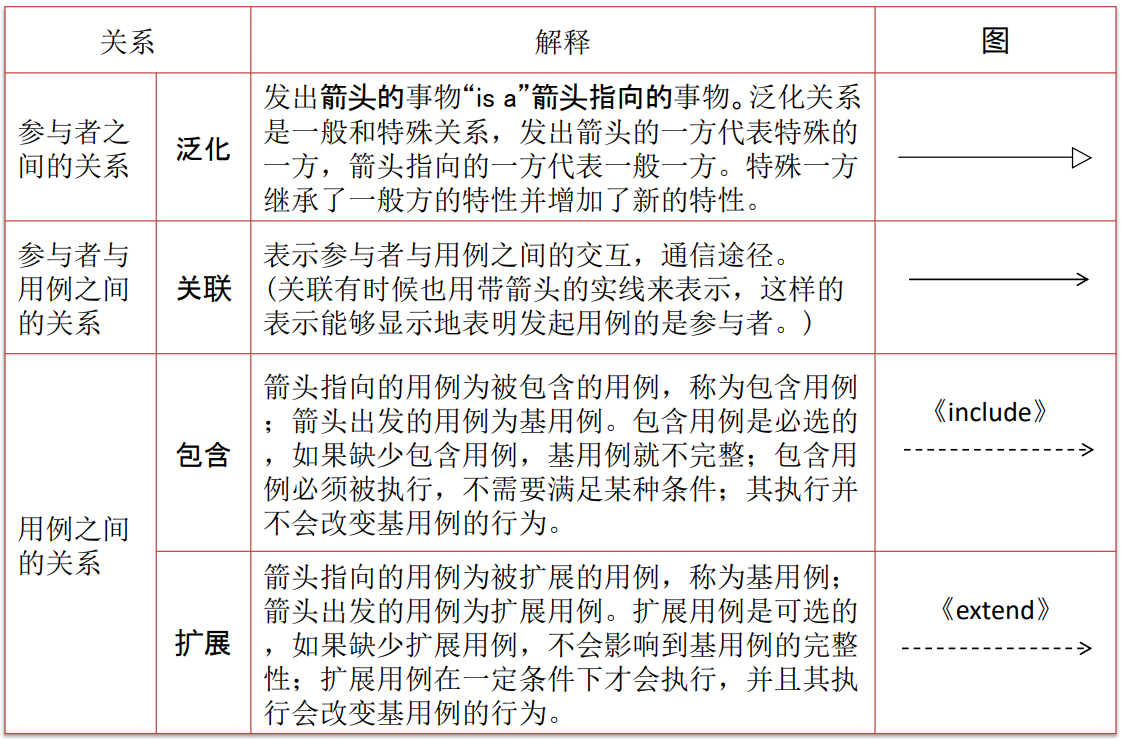 关系
解释
图
参与者之
间的关系
泛化
发出箭头的事物“is a”箭头指向的事物。泛化关系
是一般和特殊关系，发出箭头的一方代表特殊的
一方，箭头指向的一方代表一般一方。特殊一方
继承了一般方的特性并增加了新的特性。
参与者与
用例之间
的关系
关联
表示参与者与用例之间的交互，通信途径。
(关联有时候也用带箭头的实线来表示，这样的
表示能够显示地表明发起用例的是参与者。)
用例之间
的关系
包含
箭头指向的用例为被包含的用例，称为包含用例
；箭头出发的用例为基用例。包含用例是必选的
，如果缺少包含用例，基用例就不完整；包含用
例必须被执行，不需要满足某种条件；其执行并
不会改变基用例的行为。
《include》
扩展
箭头指向的用例为被扩展的用例，称为基用例；
箭头出发的用例为扩展用例。扩展用例是可选的
，如果缺少扩展用例，不会影响到基用例的完整
性；扩展用例在一定条件下才会执行，并且其执
行会改变基用例的行为。
《extend》